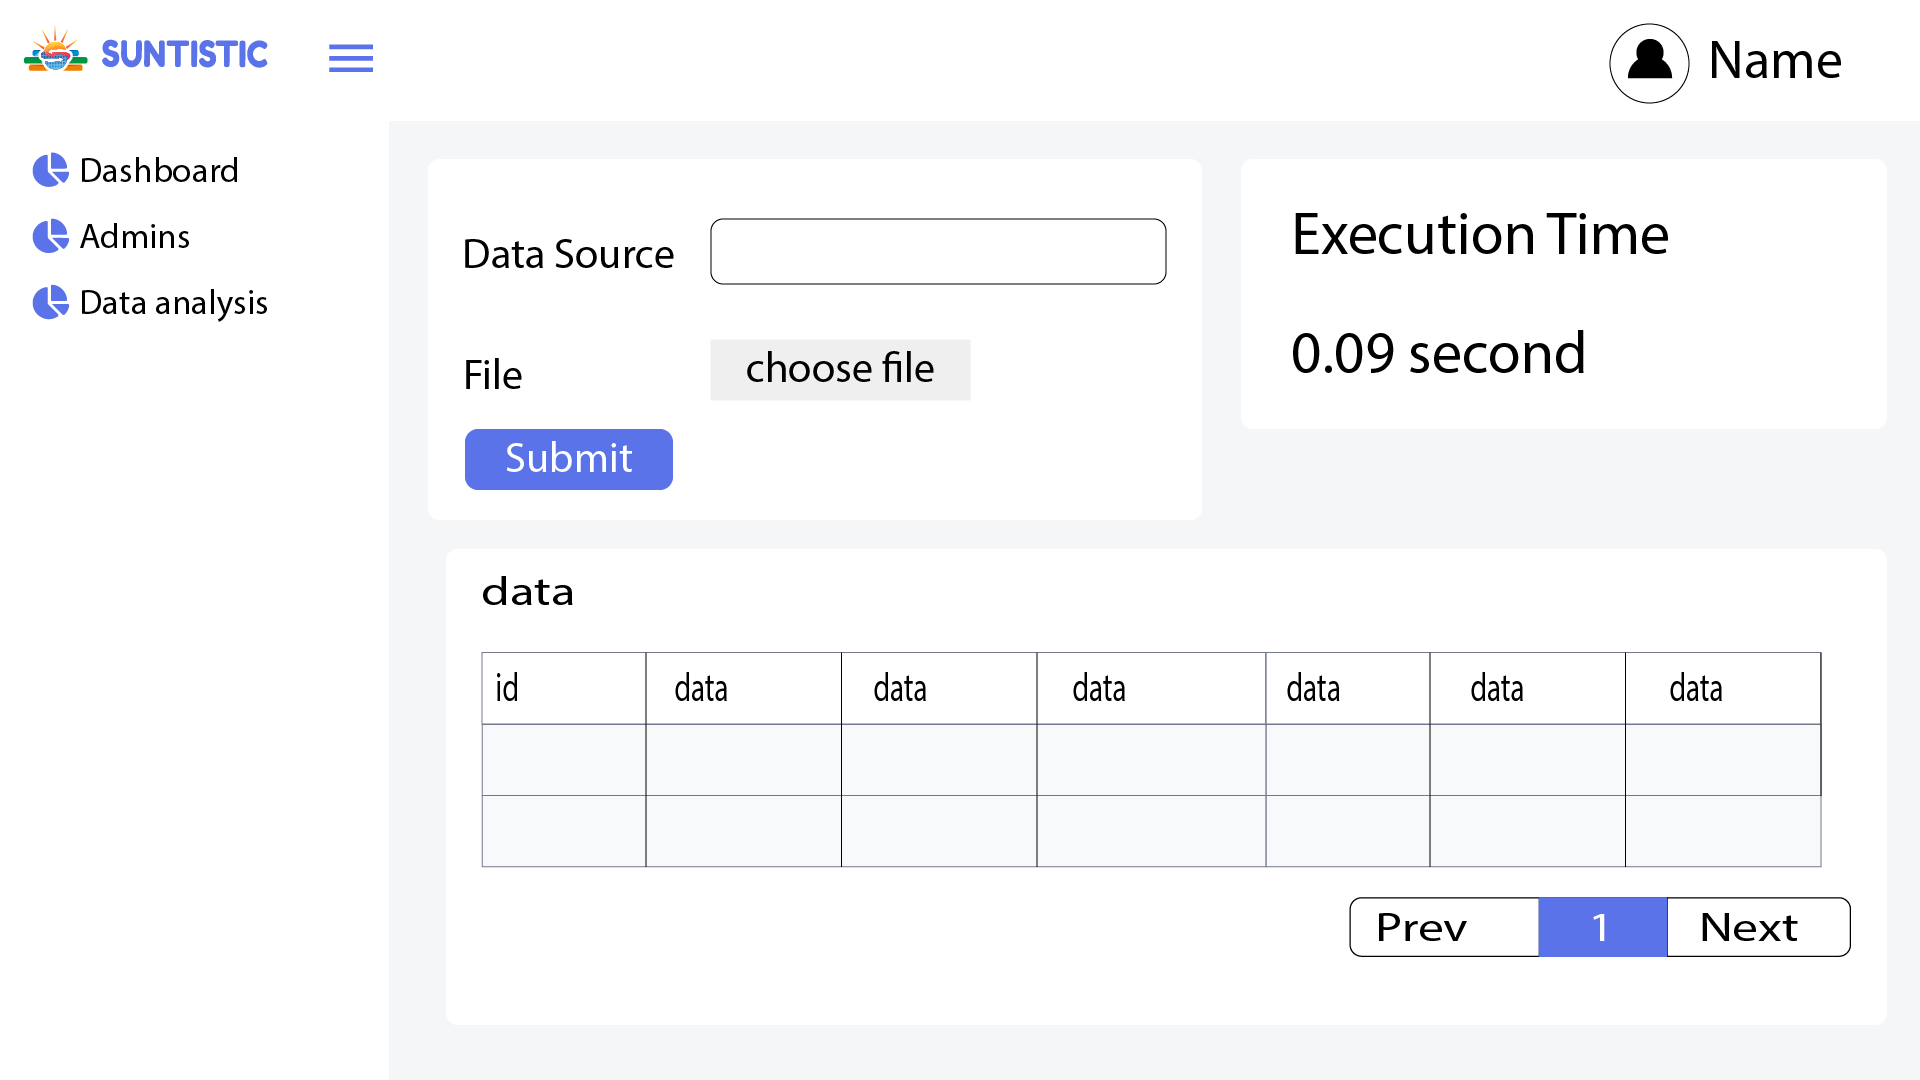 SUNTISTIC
Name
Dashboard
Admins
Data analysis
Data Source
File
choose file
Submit
Execution Time
0.09 second
data
id data data data data data data
Prev 1 Next